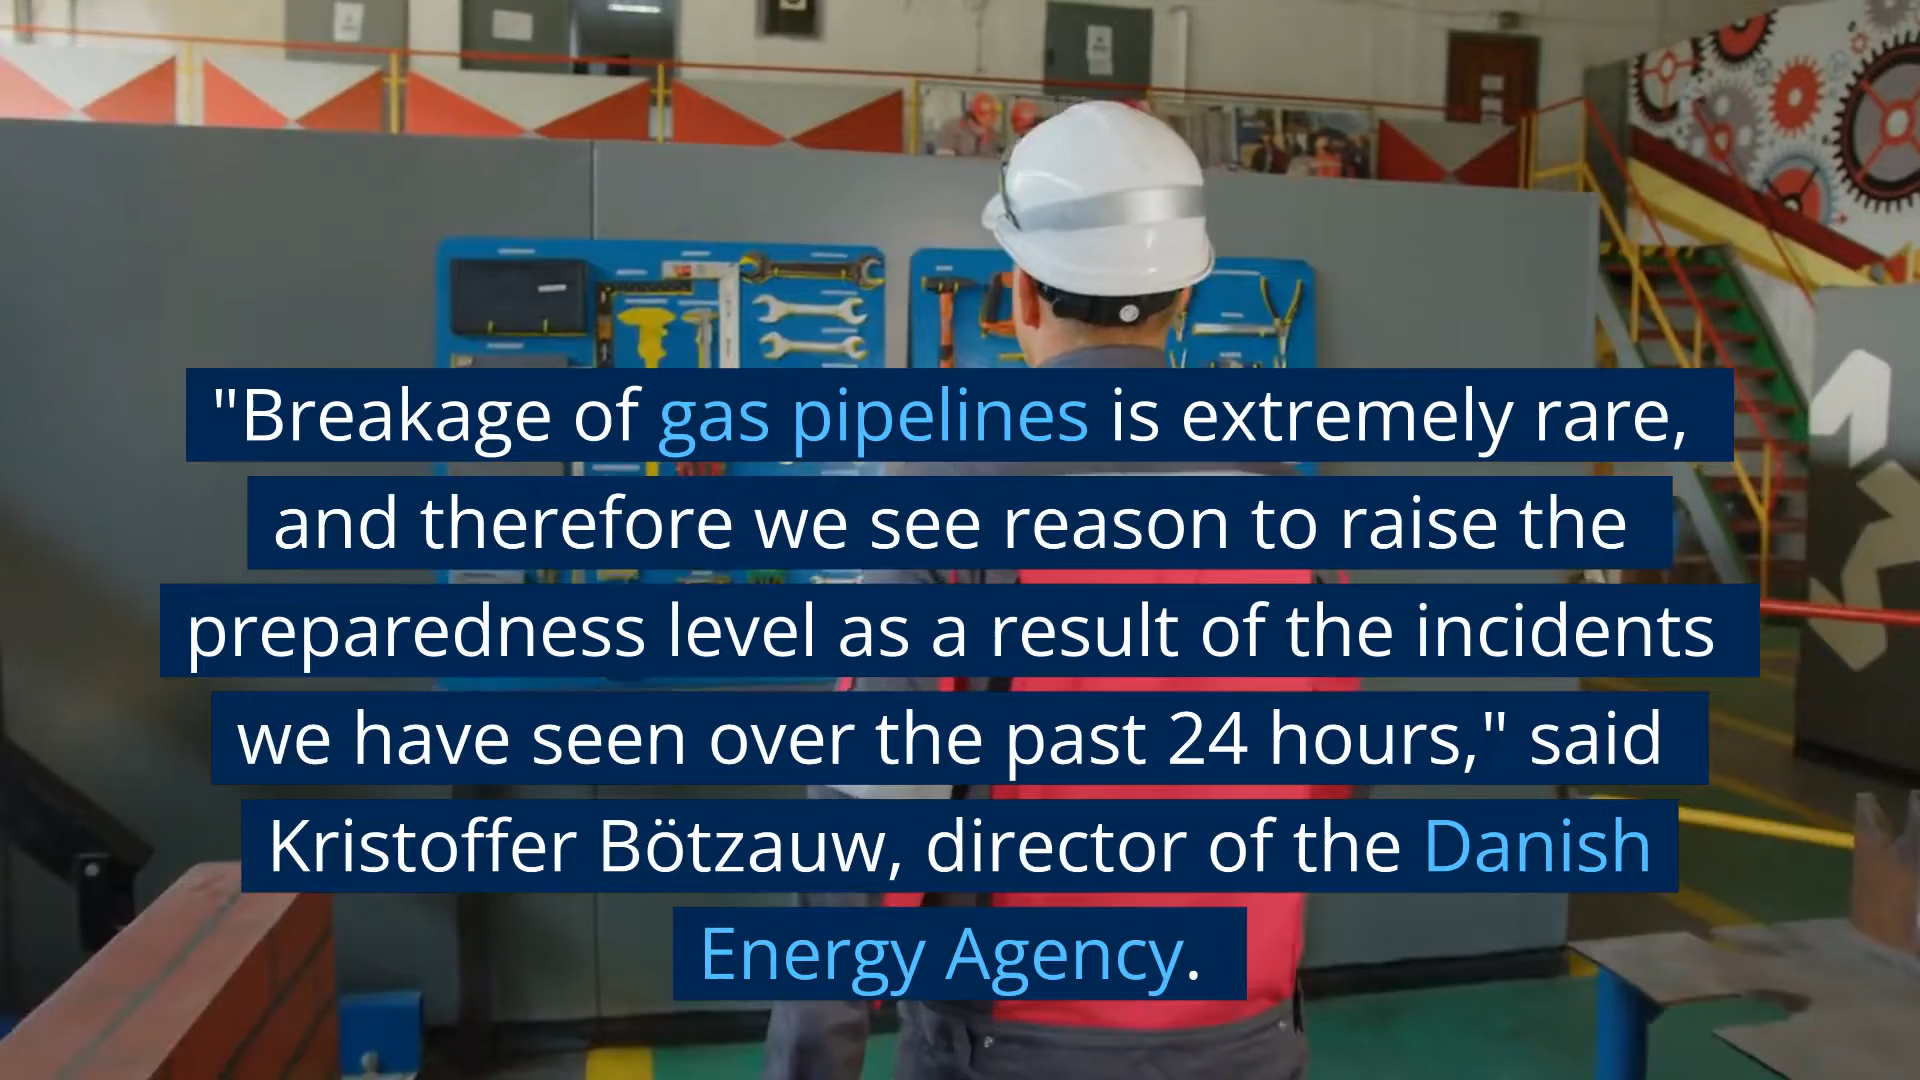 "Breakage of gas pipelines is extremely rare,
and therefore we see reason to raise the
preparedness level as a result of the incidents
we have seen over the past 24 hours," said
Kristoffer Bötzauw, director of the Danish
Energy Agency.